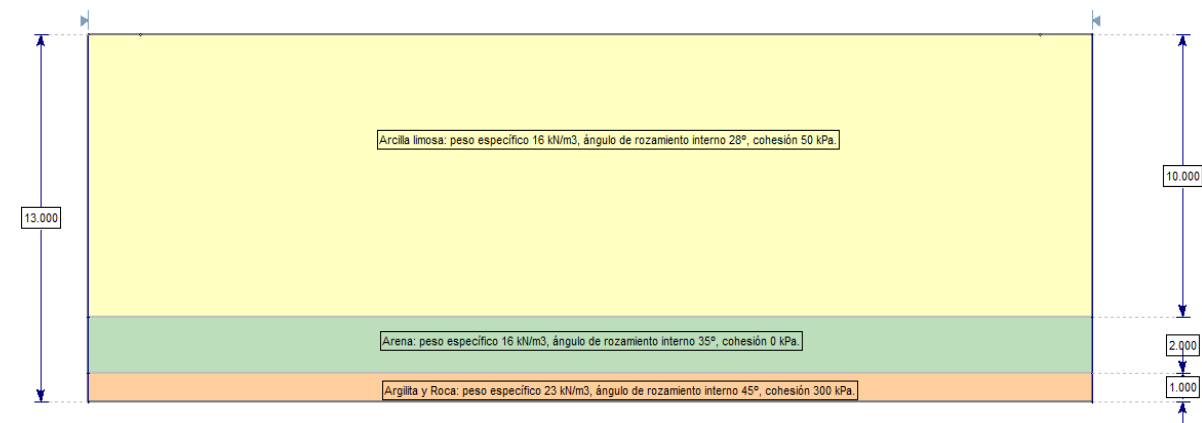 Arcilla limosa: peso específico 16 kN/m3, ángulo de rozamiento interno 28º, cohesión 50 kPa.
10.000
13.000
Arena: peso específico 16 kN/m3, ángulo de rozamiento interno 35º, cohesión 0 kPa.
2.000
Argilita y Roca: peso específico 23 kN/m3, ángulo de rozamiento interno 45º, cohesión 300 kPa.
1.000